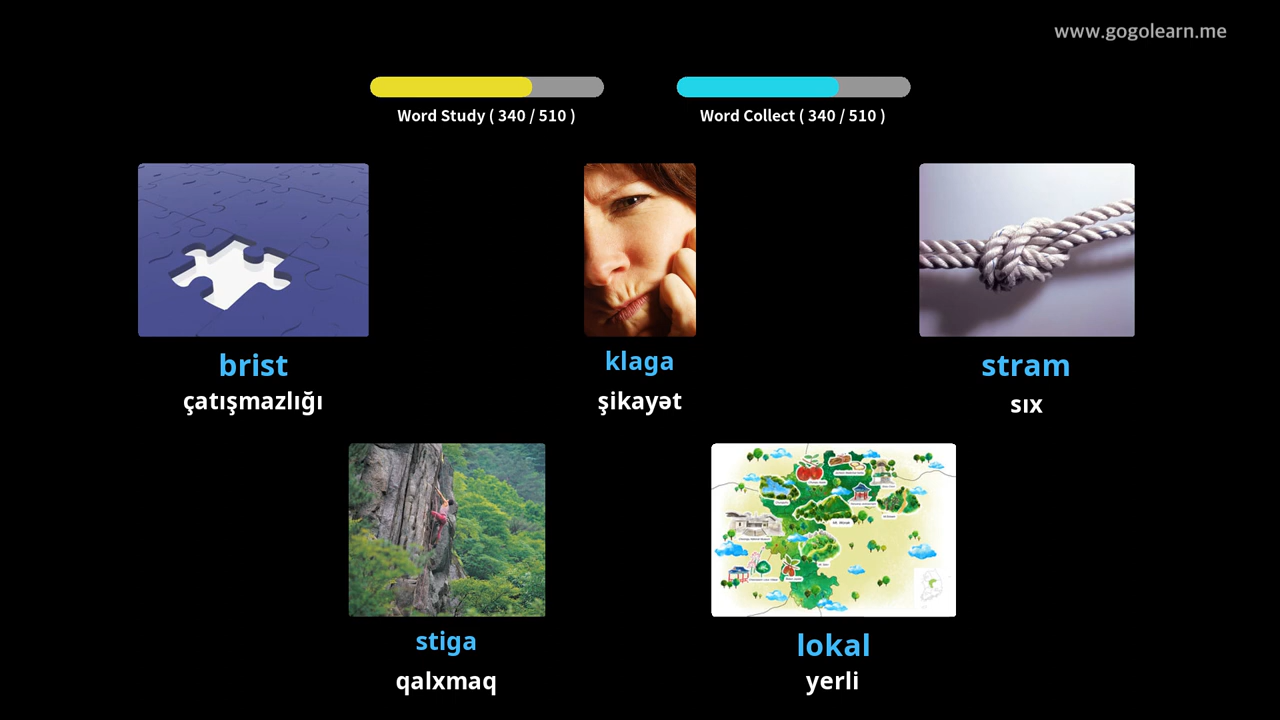 www.gogolearn.me
Word Study ( 340 / 510 )
Word Collect ( 340 / 510 )
brist
çatışmazlığı
klaga
şikayət
stram
sıx
stiga
qalxmaq
lokal
yerli